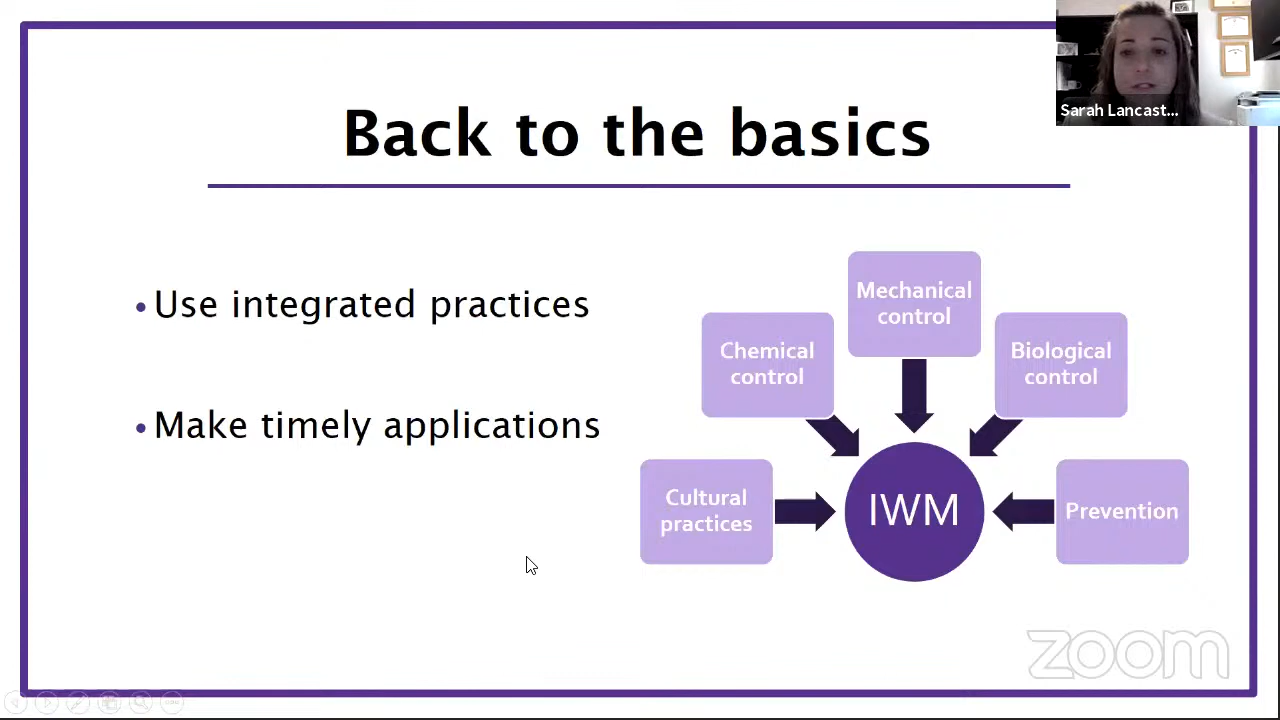 Back to the basics
Sarah Lancast...
• Use integrated practices
• Make timely applications
Mechanical
control
Chemical
control
Biological
control
Cultural
practices
IWM
Prevention
zoom